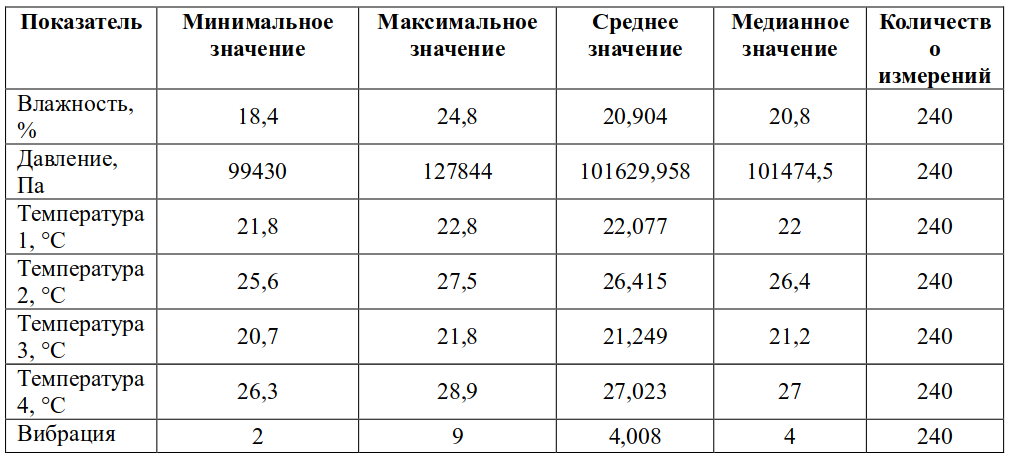 Показатель Минимальное Максимальное Среднее Медианное Количеств
значение значение значение значение о
измерений
Влажность,
% 18,4 24,8 20,904 20,8 240
Давление,
Па 99430 127844 101629,958 101474,5 240
Температура
1, °C 21,8 22,8 22,077 22 240
Температура
2, °C 25,6 27,5 26,415 26,4 240
Температура
3, °C 20,7 21,8 21,249 21,2 240
Температура
4, °C 26,3 28,9 27,023 27 240
Вибрация 2 9 4,008 4 240